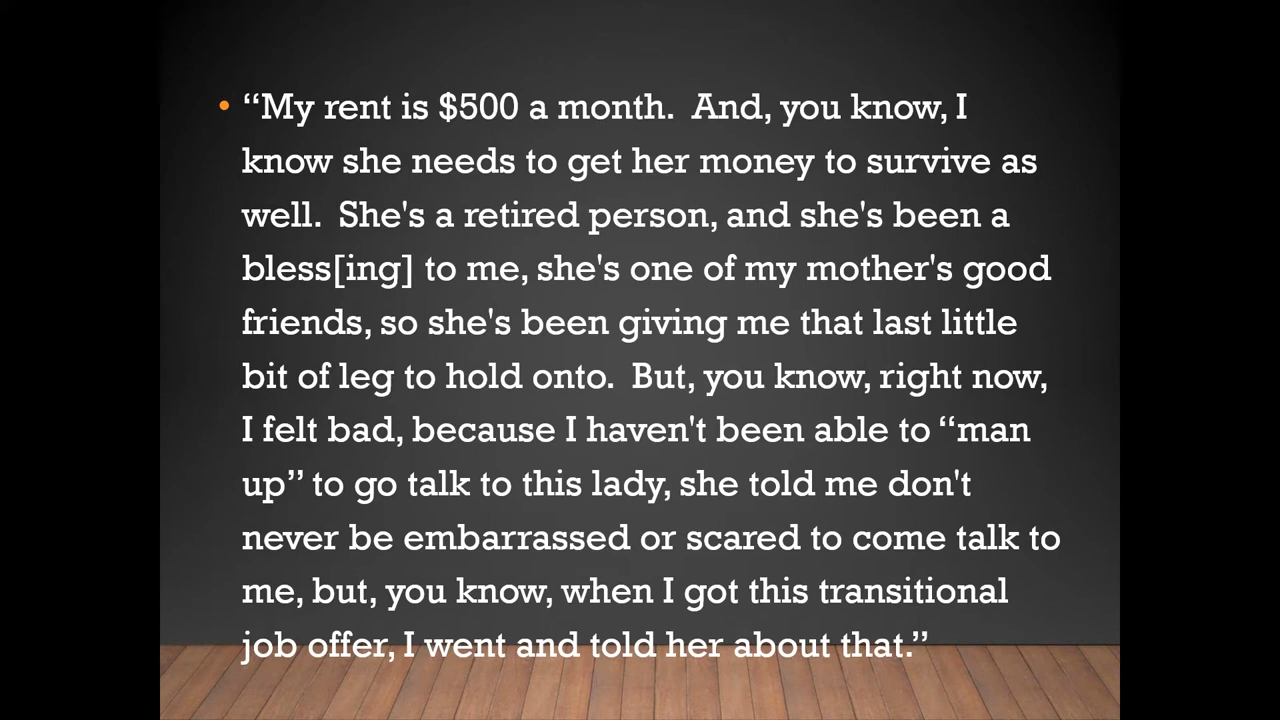 • “My rent is $500 a month.  And, you know, I
know she needs to get her money to survive as
well.  She's a retired person, and she's been a
bless[ing] to me, she's one of my mother's good
friends, so she's been giving me that last little
bit of leg to hold onto.  But, you know, right now,
I felt bad, because I haven't been able to “man
up” to go talk to this lady, she told me don't
never be embarrassed or scared to come talk to
me, but, you know, when I got this transitional
job offer, I went and told her about that.”